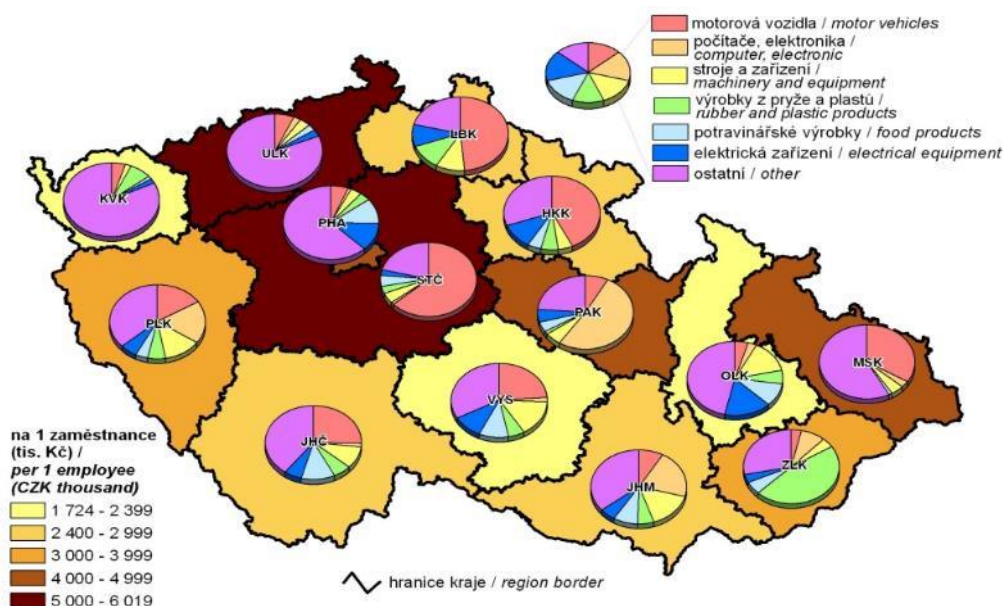 motorová vozidla / motor vehicles
počítače, elektronika /
computer, electronic
stroje a zařízení /
machinery and equipment
výrobky z pryže a plastů /
rubber and plastic products
potravinářské výrobky / food products
elektrická zařízení / electrical equipment
ostatní / other
LBK
ULK
KVK
PHA
HKK
STČ
PLK
PAK
OLK
MSK
VYS
JHČ
ZLK
JHM
na 1 zaměstnance
(tis. Kč) /
per 1 employee
(CZK thousand)
1 724 - 2 399
2 400 - 2 999
3 000 - 3 999
4 000 - 4 999
5 000 - 6 019
hranice kraje / region border